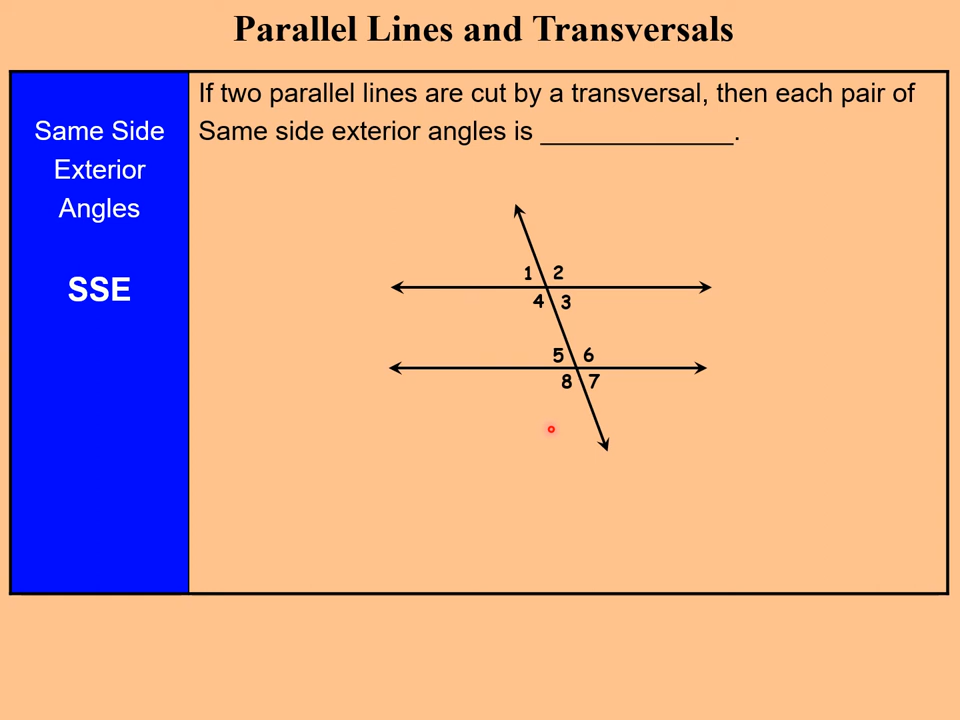 Parallel Lines and Transversals
Same Side
Exterior
Angles
SSE
If two parallel lines are cut by a transversal, then each pair of
Same side exterior angles is _____________.
1 2
4 3
5 6
8 7